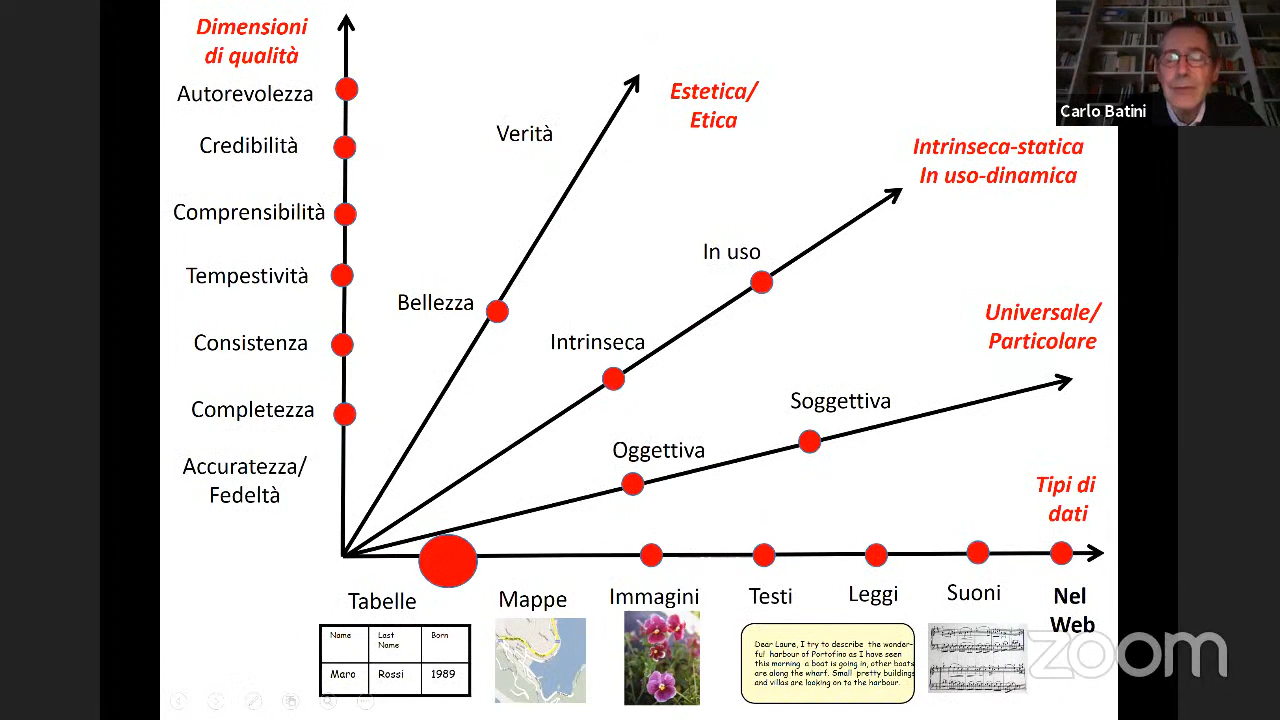 Dimensioni
di qualità
Autorevolezza
Credibilità
Comprensibilità
Tempestività
Consistenza
Completezza
Accuratezza/
Fedeltà
Verità
Bellezza
Estetica/
Etica
Intrinseca-statica
In uso-dinamica
In uso
Intrinseca
Universale/
Particolare
Soggettiva
Oggettiva
Tipi di
dati
Tabelle
Mappe
Immagini
Testi
Leggi
Suoni
Nel
Web
Name
Last
Name
Born
Maro
Rossi
1989
Dear Laure, I try to describe the wonder-
ful harbour of Portofino as I have seen
this morning a boat is going in, other boats
are along the wharf. Small pretty buildings
and villas are looking on to the harbour.
Carlo Batini
zoom